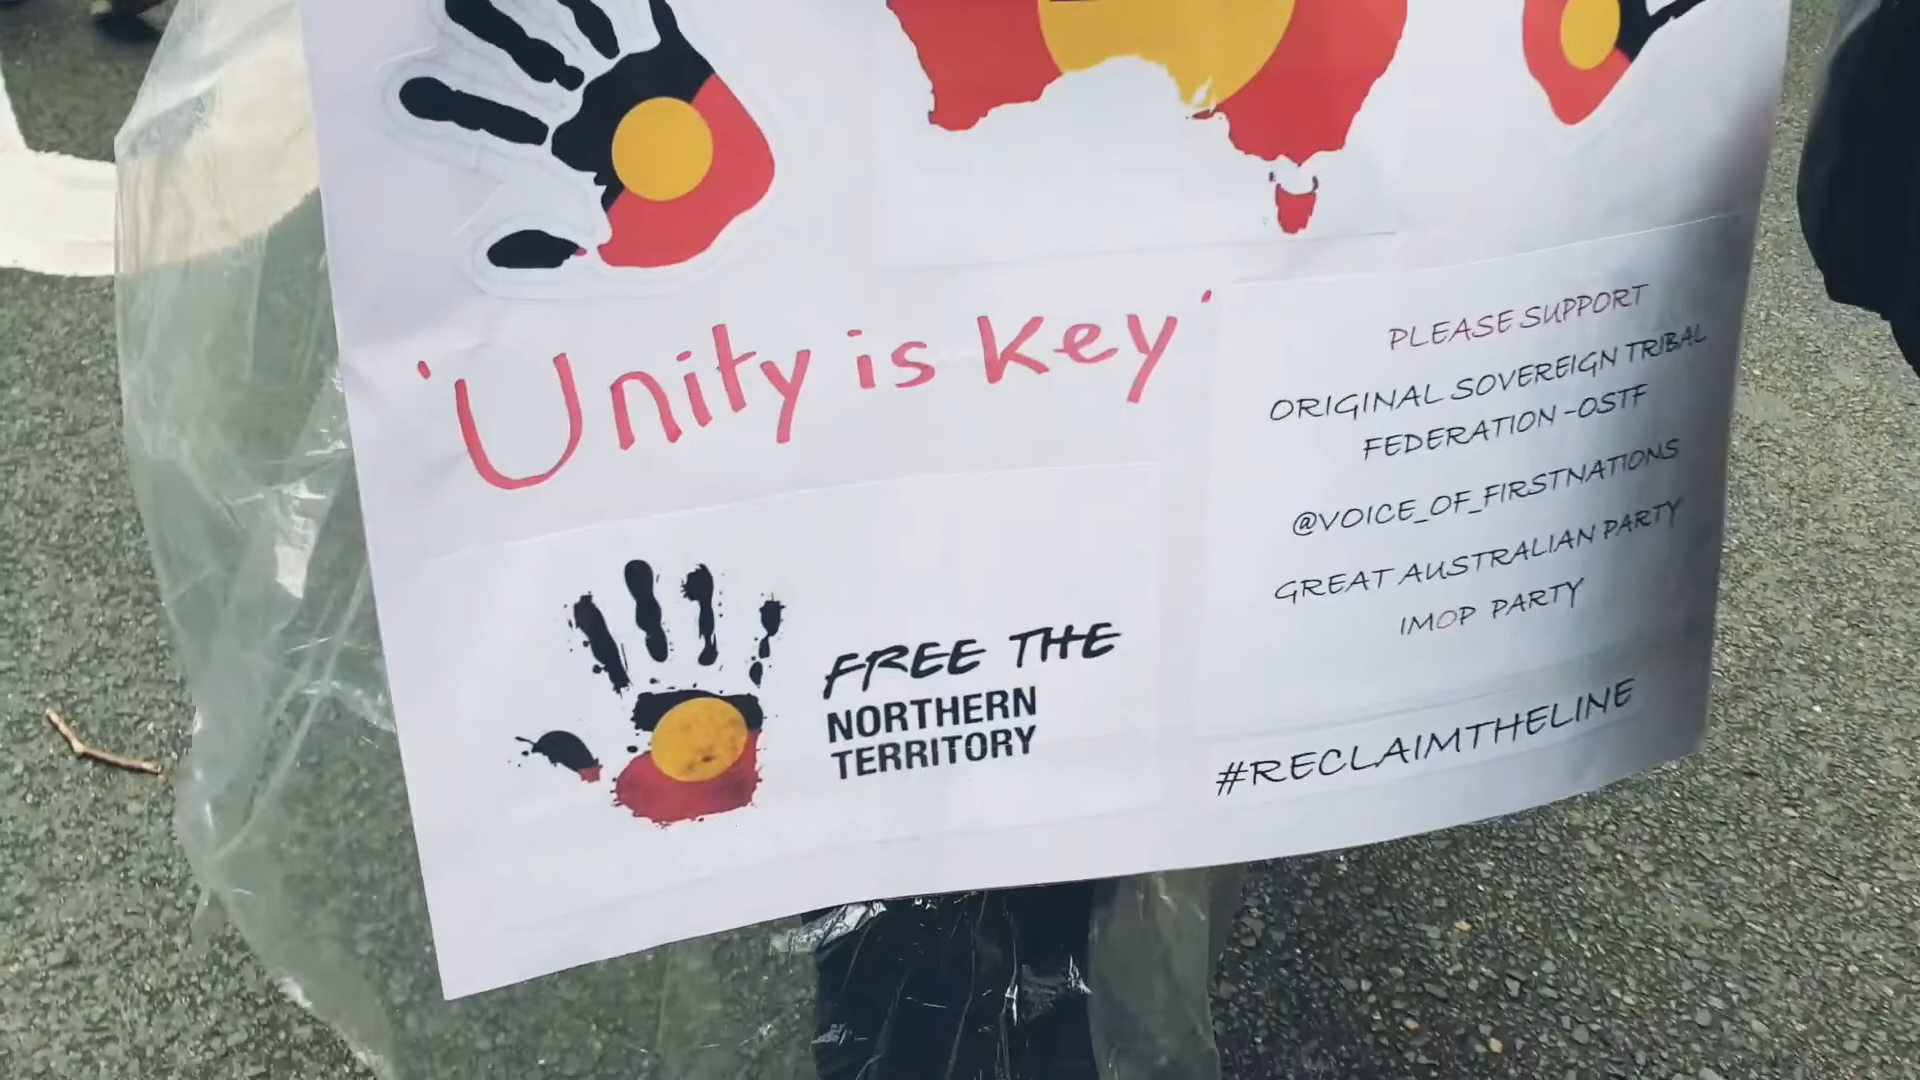 'Unity is Key'
PLEASE SUPPORT
ORIGINAL SOVEREIGN TRIBAL
FEDERATION -OSTF
@VOICE_OF_FIRSTNATIONS
GREAT AUSTRALIAN PARTY
IMOP PARTY
FREE THE
NORTHERN
TERRITORY
#RECLAIMTHELINE